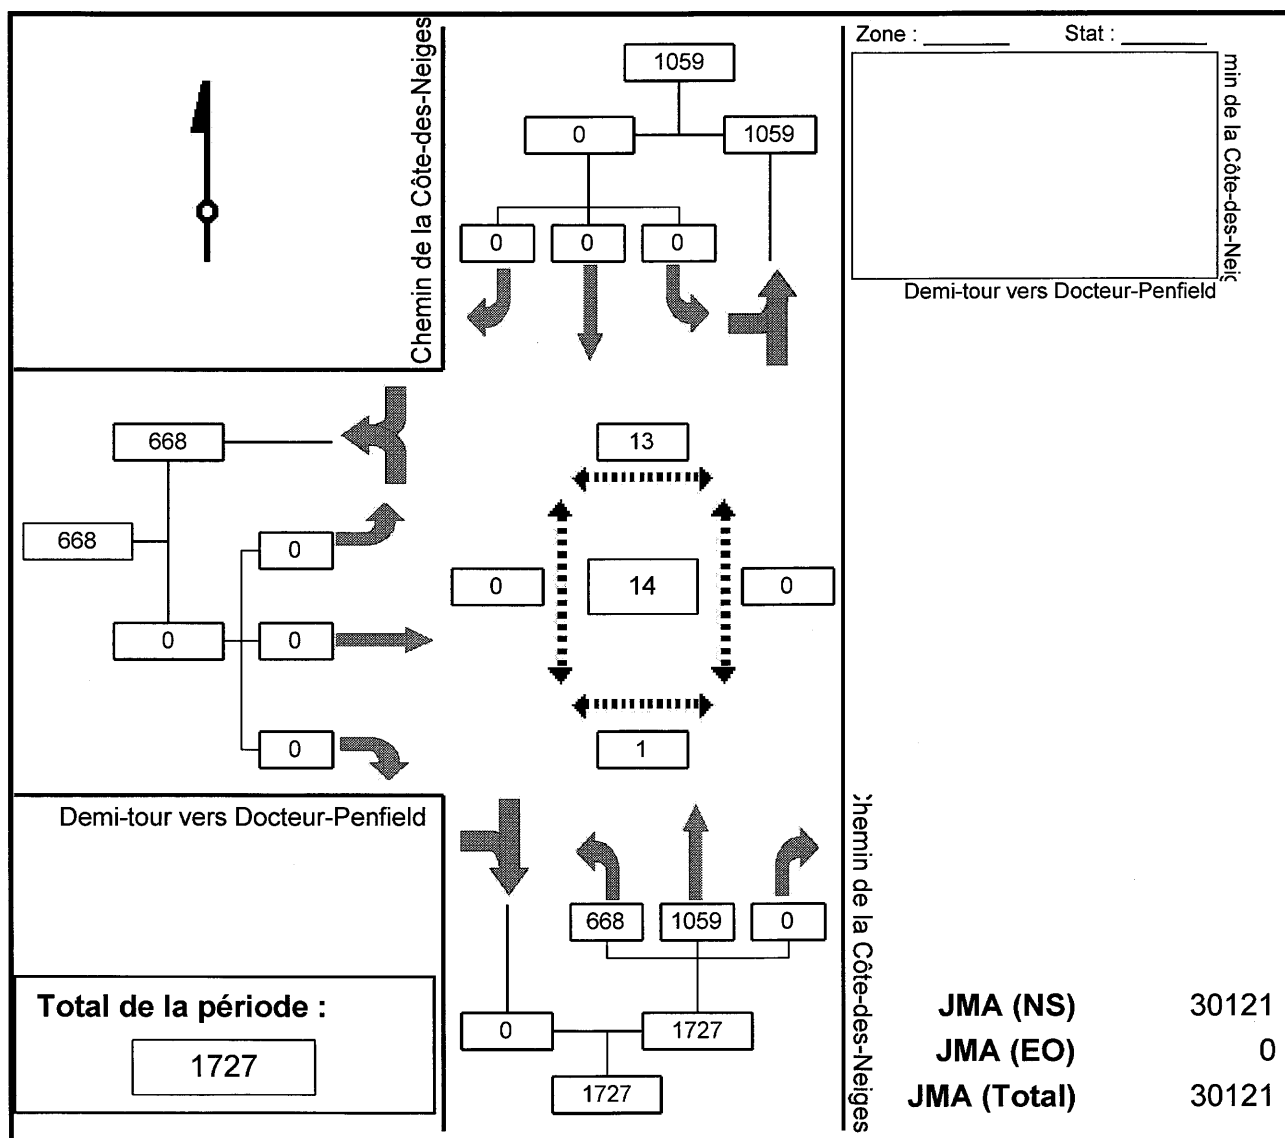 Chemin de la Côte-des-Neiges
1059
0
1059
0
0
0
Zone :
Stat :
min de la Côte-des-Neig
Demi-tour vers Docteur-Penfield
668
668
0
0
0
0
13
0
14
0
1
Demi-tour vers Docteur-Penfield
668
1059
0
0
1727
1727
Chemin de la Côte-des-Neiges
Total de la période :
1727
JMA (NS) 30121
JMA (EO) 0
JMA (Total) 30121